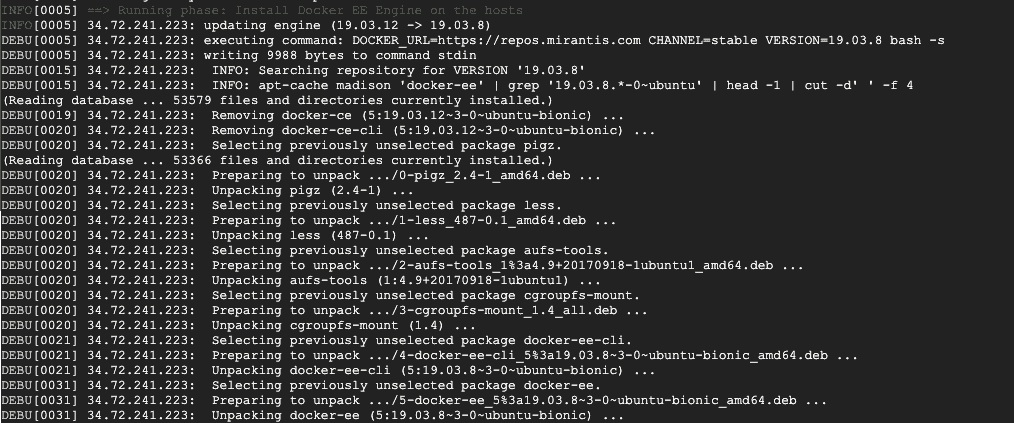 INFO[0005] ==> Running phase: Install Docker EE Engine on the hosts
INFO[0005] 34.72.241.223: updating engine (19.03.12 -> 19.03.8)
DEBU[0005] 34.72.241.223: executing command: DOCKER_URL=https://repos.mirantis.com CHANNEL=stable VERSION=19.03.8 bash -s
DEBU[0005] 34.72.241.223: writing 9988 bytes to command stdin
DEBU[0015] 34.72.241.223:  INFO: Searching repository for VERSION '19.03.8'
DEBU[0015] 34.72.241.223:  INFO: apt-cache madison 'docker-ee' | grep '19.03.8.*-0~ubuntu' | head -1 | cut -d' ' -f 4
(Reading database ... 53579 files and directories currently installed.)
DEBU[0019] 34.72.241.223:  Removing docker-ce (5:19.03.12~3-0~ubuntu-bionic) ...
DEBU[0020] 34.72.241.223:  Removing docker-ce-cli (5:19.03.12~3-0~ubuntu-bionic) ...
DEBU[0020] 34.72.241.223:  Selecting previously unselected package pigz.
(Reading database ... 53366 files and directories currently installed.)
DEBU[0020] 34.72.241.223:  Preparing to unpack .../0-pigz_2.4-1_amd64.deb ...
DEBU[0020] 34.72.241.223:  Unpacking pigz (2.4-1) ...
DEBU[0020] 34.72.241.223:  Selecting previously unselected package less.
DEBU[0020] 34.72.241.223:  Preparing to unpack .../1-less_487-0.1_amd64.deb ...
DEBU[0020] 34.72.241.223:  Unpacking less (487-0.1) ...
DEBU[0020] 34.72.241.223:  Selecting previously unselected package aufs-tools.
DEBU[0020] 34.72.241.223:  Preparing to unpack .../2-aufs-tools_1%3a4.9+20170918-1ubuntu1_amd64.deb ...
DEBU[0020] 34.72.241.223:  Unpacking aufs-tools (1:4.9+20170918-1ubuntu1) ...
DEBU[0020] 34.72.241.223:  Selecting previously unselected package cgroupfs-mount.
DEBU[0020] 34.72.241.223:  Preparing to unpack .../3-cgroupfs-mount_1.4_all.deb ...
DEBU[0020] 34.72.241.223:  Unpacking cgroupfs-mount (1.4) ...
DEBU[0021] 34.72.241.223:  Selecting previously unselected package docker-ee-cli.
DEBU[0021] 34.72.241.223:  Preparing to unpack .../4-docker-ee-cli_5%3a19.03.8~3-0~ubuntu-bionic_amd64.deb ...
DEBU[0021] 34.72.241.223:  Unpacking docker-ee-cli (5:19.03.8~3-0~ubuntu-bionic) ...
DEBU[0031] 34.72.241.223:  Selecting previously unselected package docker-ee.
DEBU[0031] 34.72.241.223:  Preparing to unpack .../5-docker-ee_5%3a19.03.8~3-0~ubuntu-bionic_amd64.deb ...
DEBU[0031] 34.72.241.223:  Unpacking docker-ee (5:19.03.8~3-0~ubuntu-bionic) ...